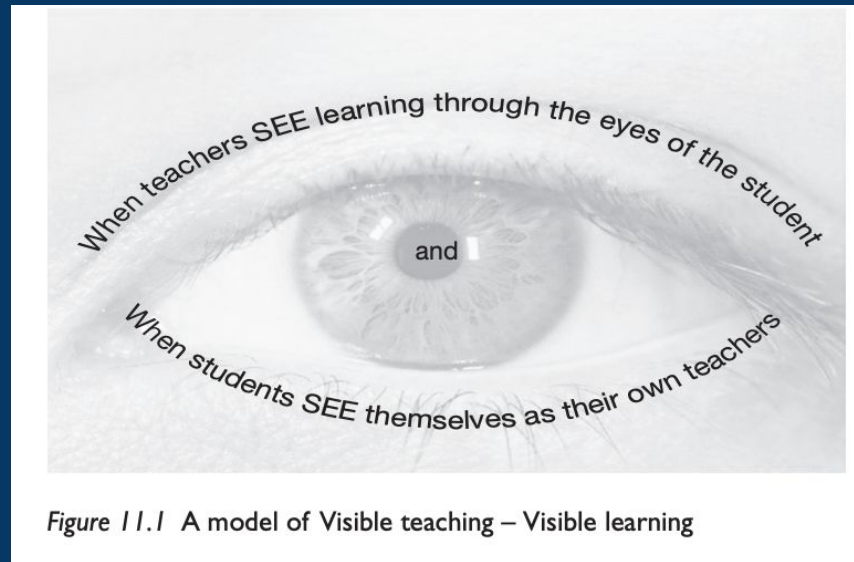 When teachers SEE learning through the eyes of the student
and
When students SEE themselves as their own teachers
Figure 11.1 A model of Visible teaching – Visible learning